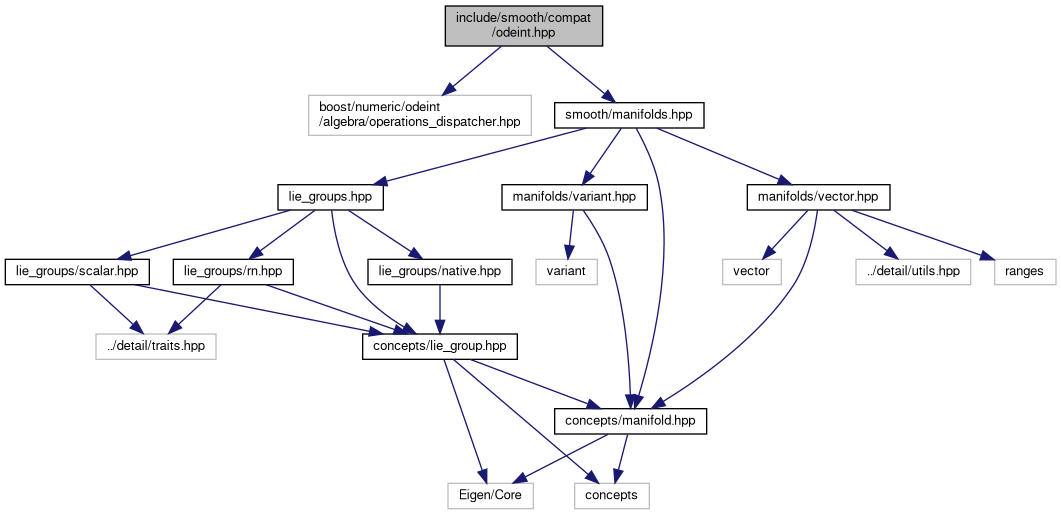 include/smooth/compat
/odeint.hpp
boost/numeric/odeint
/algebra/operations_dispatcher.hpp
smooth/manifolds.hpp
lie_groups.hpp
manifolds/variant.hpp
manifolds/vector.hpp
lie_groups/scalar.hpp
lie_groups/rn.hpp
lie_groups/native.hpp
variant
vector
../detail/utils.hpp
ranges
../detail/traits.hpp
concepts/lie_group.hpp
concepts/manifold.hpp
Eigen/Core
concepts